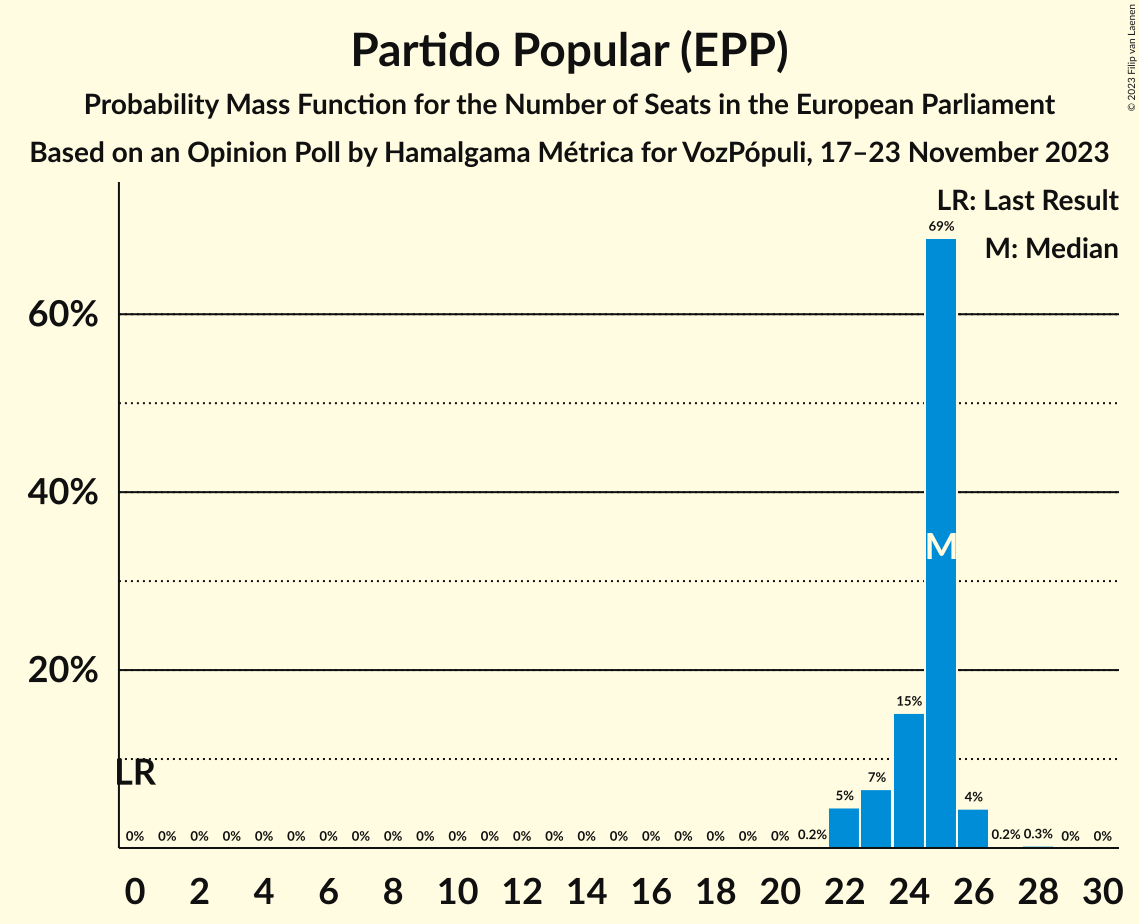 Partido Popular (EPP)
Probability Mass Function for the Number of Seats in the European Parliament
Based on an Opinion Poll by Hamalgama Métrica for VozPópuli, 17–23 November 2023
© 2023 Filip van Laenen
LR: Last Result
M: Median
60%
40%
20%
LR
M
0% 0% 0% 0% 0% 0% 0% 0% 0% 0% 0% 0% 0% 0% 0% 0% 0% 0% 0% 0% 0% 0.2% 5% 7% 15% 69% 4% 0.2% 0.3% 0% 0%
0 2 4 6 8 10 12 14 16 18 20 22 24 26 28 30